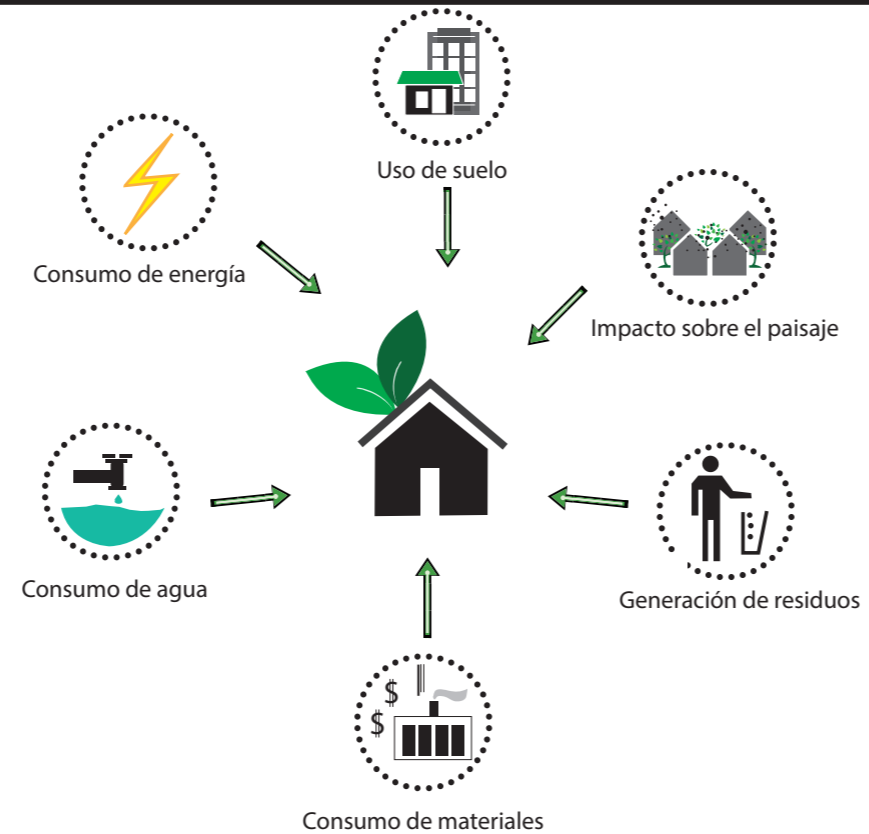 Uso de suelo
Consumo de energía
Impacto sobre el paisaje
Consumo de agua
Generación de residuos
$
$
Consumo de materiales